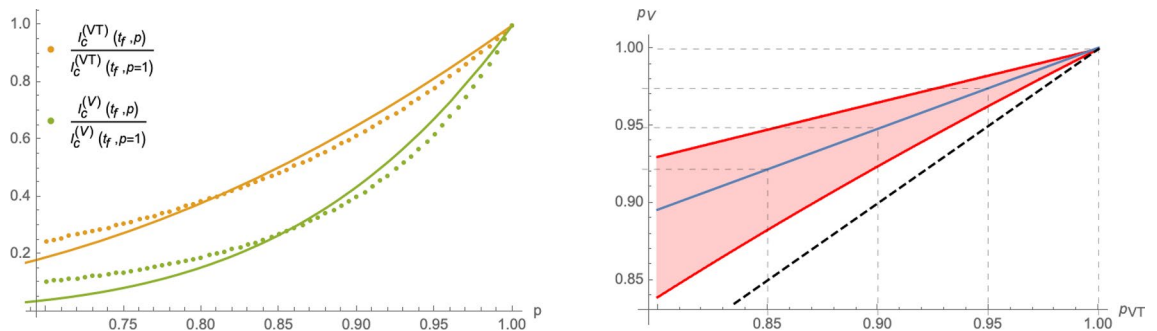 1.0
0.8
0.6
0.4
0.2
I_c^(VT) (t_f, p)
I_c^(VT) (t_f, p=1)
I_c^(V) (t_f, p)
I_c^(V) (t_f, p=1)
0.75 0.80 0.85 0.90 0.95 1.00 p
p_V
1.00
0.95
0.90
0.85
0.85 0.90 0.95 1.00 p_VT